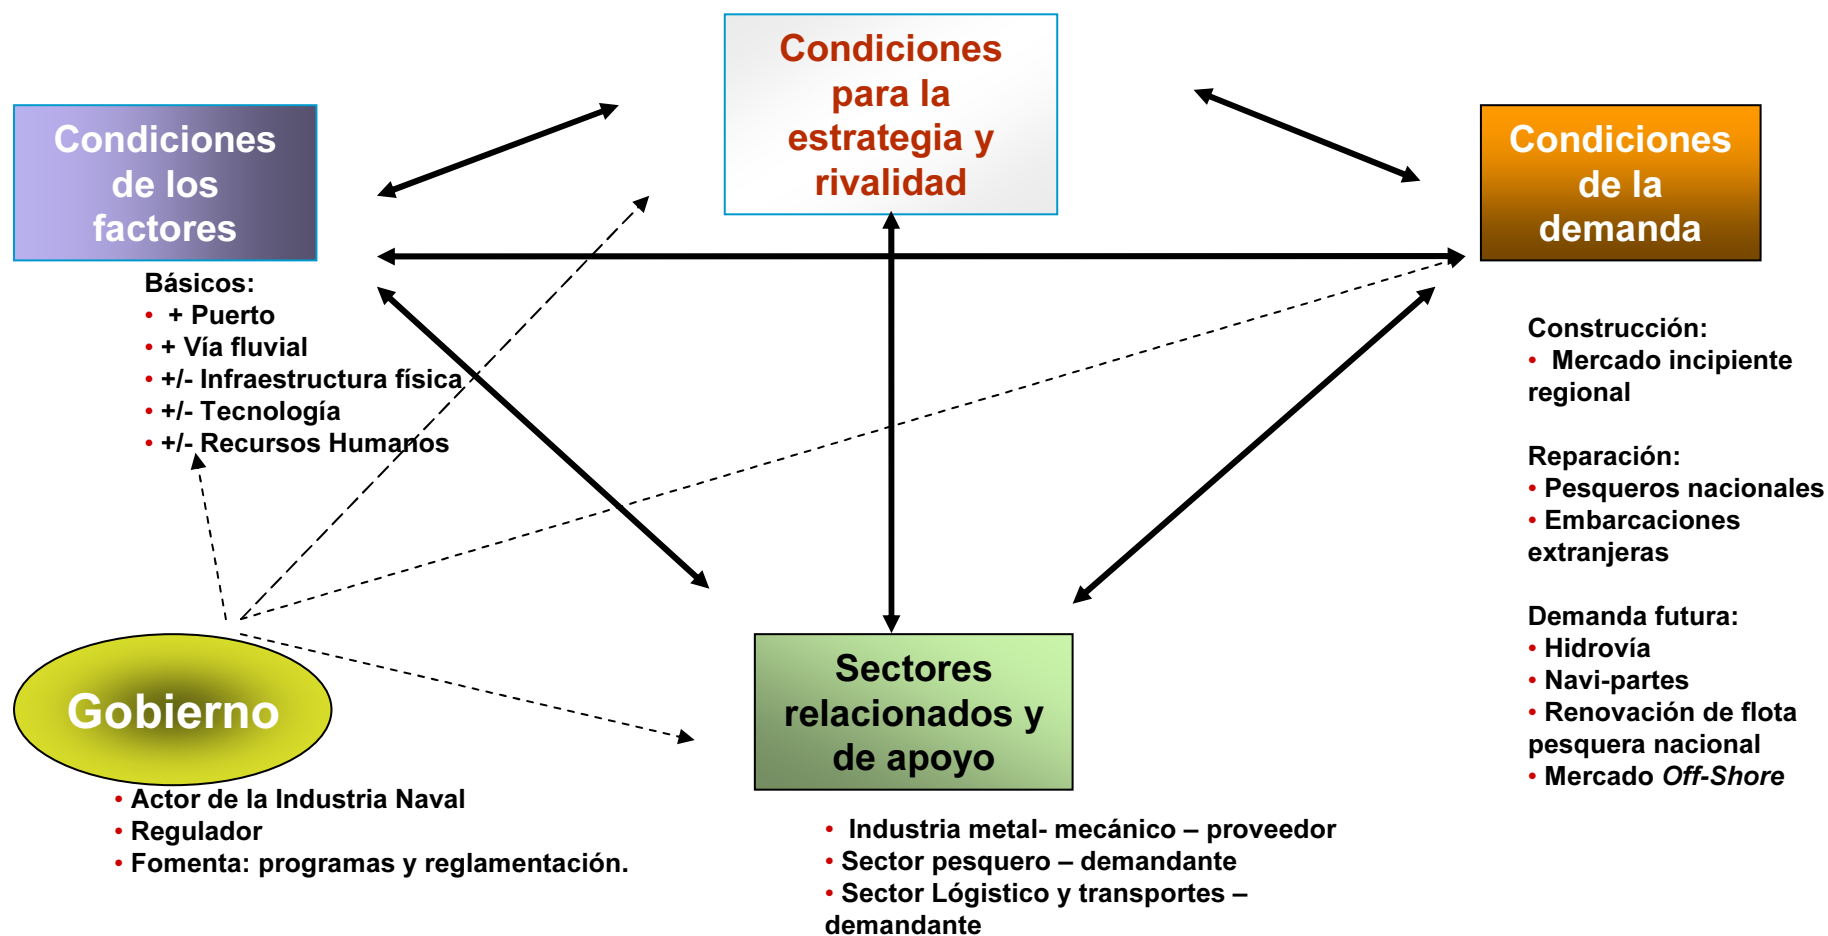 Condiciones
para la
estrategia y
rivalidad
Condiciones
de los
factores
Condiciones
de la
demanda
Básicos:
• + Puerto
• + Vía fluvial
• +/- Infraestructura física
• +/- Tecnología
• +/- Recursos Humanos
Construcción:
• Mercado incipiente
regional
Reparación:
• Pesqueros nacionales
• Embarcaciones
extranjeras
Demanda futura:
• Hidrovía
• Navi-partes
• Renovación de flota
pesquera nacional
• Mercado Off-Shore
Gobierno
• Actor de la Industria Naval
• Regulador
• Fomenta: programas y reglamentación.
Sectores
relacionados y
de apoyo
• Industria metal- mecánico – proveedor
• Sector pesquero – demandante
• Sector Lógistico y transportes –
demandante